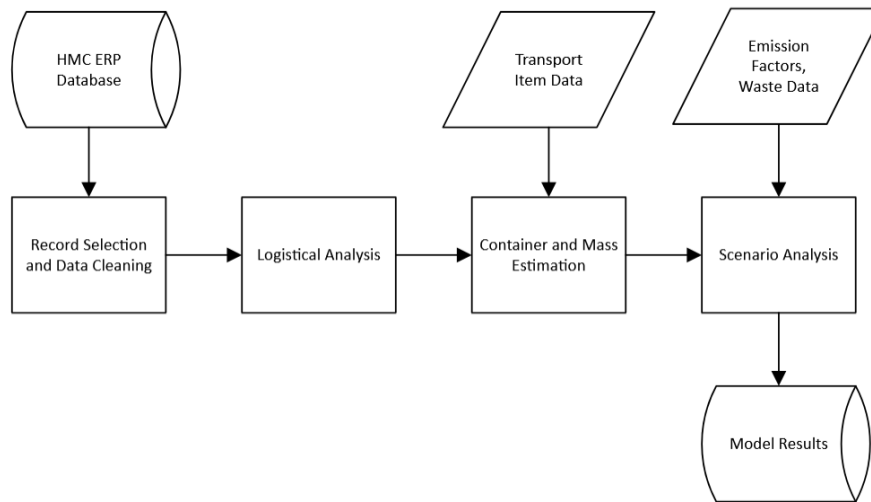 HMC ERP
Database
Transport
Item Data
Emission
Factors,
Waste Data
Record Selection
and Data Cleaning
Logistical Analysis
Container and Mass
Estimation
Scenario Analysis
Model Results